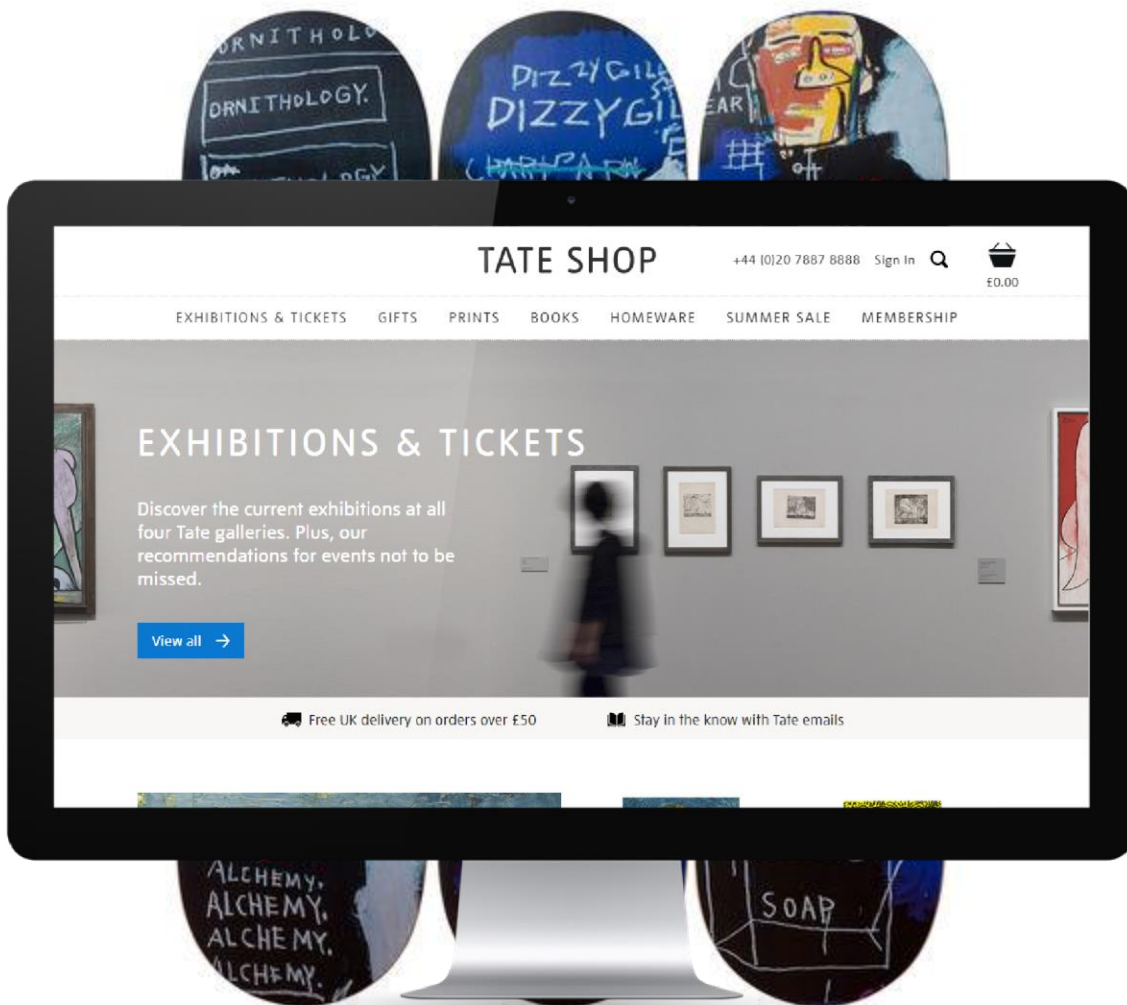 ORNITHOLO
ORNITHOLOGY.
DIZZYGILL
DIZZYGIL
EAR
TATE SHOP
+44 (0)20 7887 8888
Sign In
£0.00
EXHIBITIONS & TICKETS
GIFTS
PRINTS
BOOKS
HOMEWARE
SUMMER SALE
MEMBERSHIP
EXHIBITIONS & TICKETS
Discover the current exhibitions at all
four Tate galleries. Plus, our
recommendations for events not to be
missed.
View all
Free UK delivery on orders over £50
Stay in the know with Tate emails
ALCHEMY.
ALCHEMY.
ALCHEMY.
ALCHEMY.
SOAP